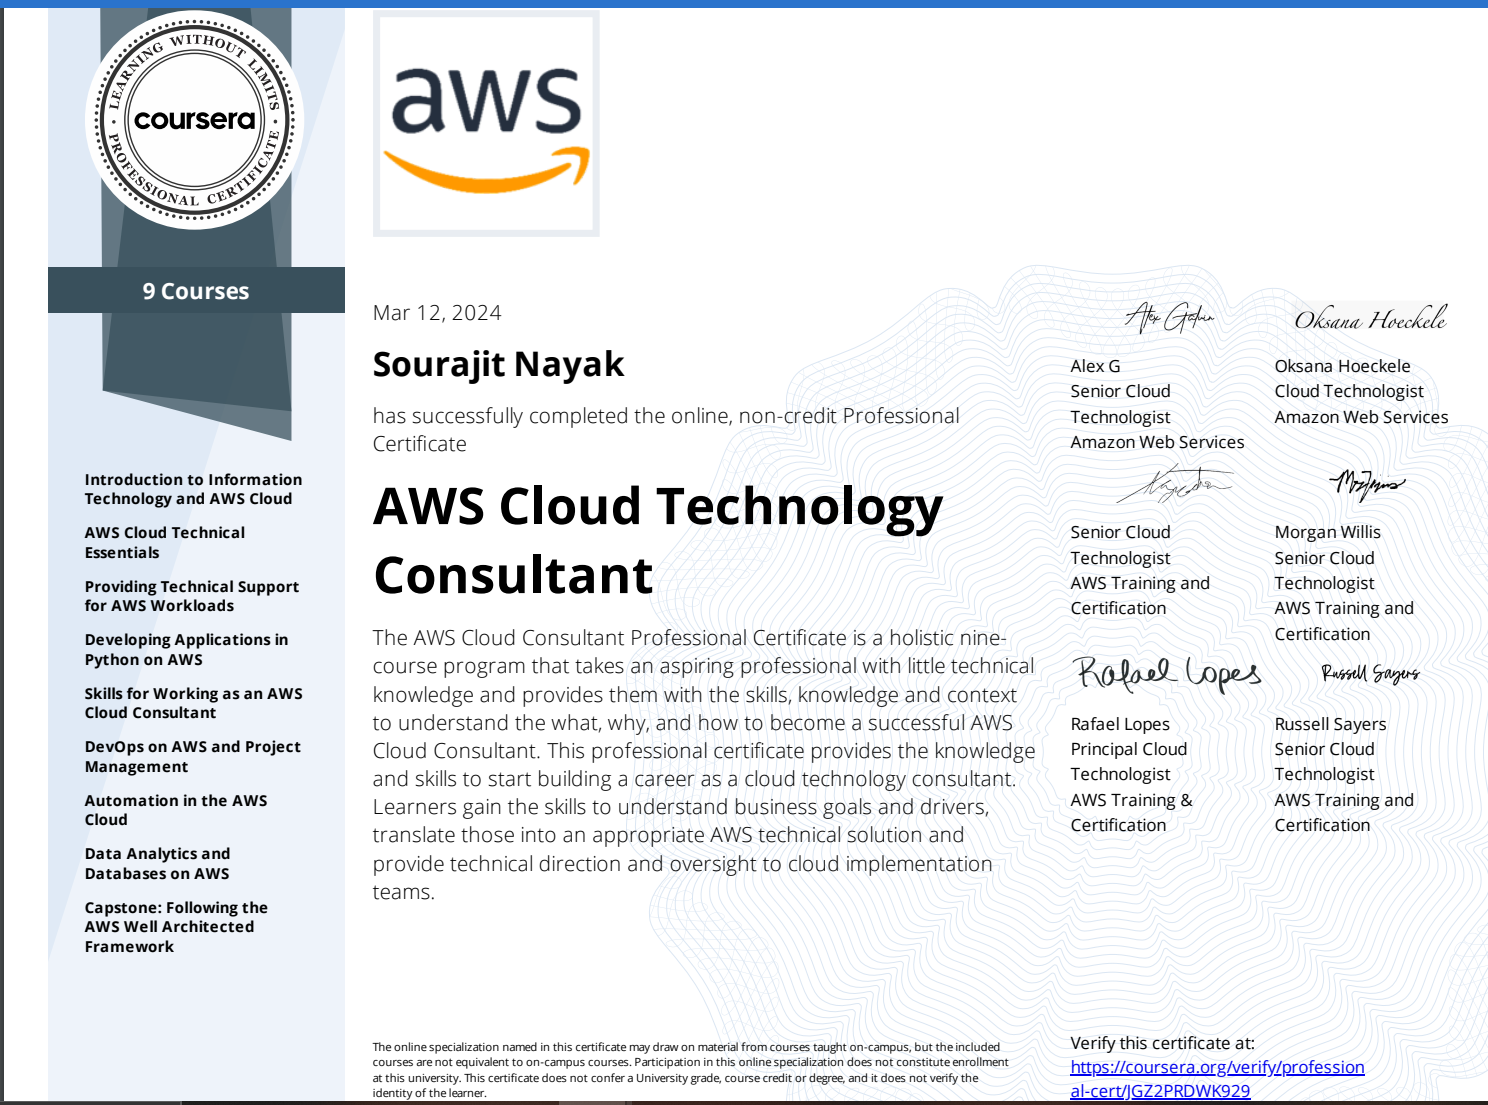 LEARNING WITHOUT LIMITS
coursera
PROFESSIONAL CERTIFICATE
9 Courses
Introduction to Information
Technology and AWS Cloud
AWS Cloud Technical
Essentials
Providing Technical Support
for AWS Workloads
Developing Applications in
Python on AWS
Skills for Working as an AWS
Cloud Consultant
DevOps on AWS and Project
Management
Automation in the AWS
Cloud
Data Analytics and
Databases on AWS
Capstone: Following the
AWS Well Architected
Framework
aws
Mar 12, 2024
Sourajit Nayak
has successfully completed the online, non-credit Professional
Certificate
AWS Cloud Technology
Consultant
The AWS Cloud Consultant Professional Certificate is a holistic nine-
course program that takes an aspiring professional with little technical
knowledge and provides them with the skills, knowledge and context
to understand the what, why, and how to become a successful AWS
Cloud Consultant. This professional certificate provides the knowledge
and skills to start building a career as a cloud technology consultant.
Learners gain the skills to understand business goals and drivers,
translate those into an appropriate AWS technical solution and
provide technical direction and oversight to cloud implementation
teams.
The online specialization named in this certificate may draw on material from courses taught on-campus, but the included
courses are not equivalent to on-campus courses. Participation in this online specialization does not constitute enrollment
at this university. This certificate does not confer a University grade, course credit or degree, and it does not verify the
identity of the learner.
Alex G
Senior Cloud
Technologist
Amazon Web Services
Oksana Hoeckele
Oksana Hoeckele
Cloud Technologist
Amazon Web Services
Senior Cloud
Technologist
AWS Training and
Certification
Morgan Willis
Senior Cloud
Technologist
AWS Training and
Certification
Rafael Lopes
Rafael Lopes
Principal Cloud
Technologist
AWS Training &
Certification
Russell Sayers
Russell Sayers
Senior Cloud
Technologist
AWS Training and
Certification
Verify this certificate at:
https://coursera.org/verify/profession
al-cert/JGZ2PRDWK929